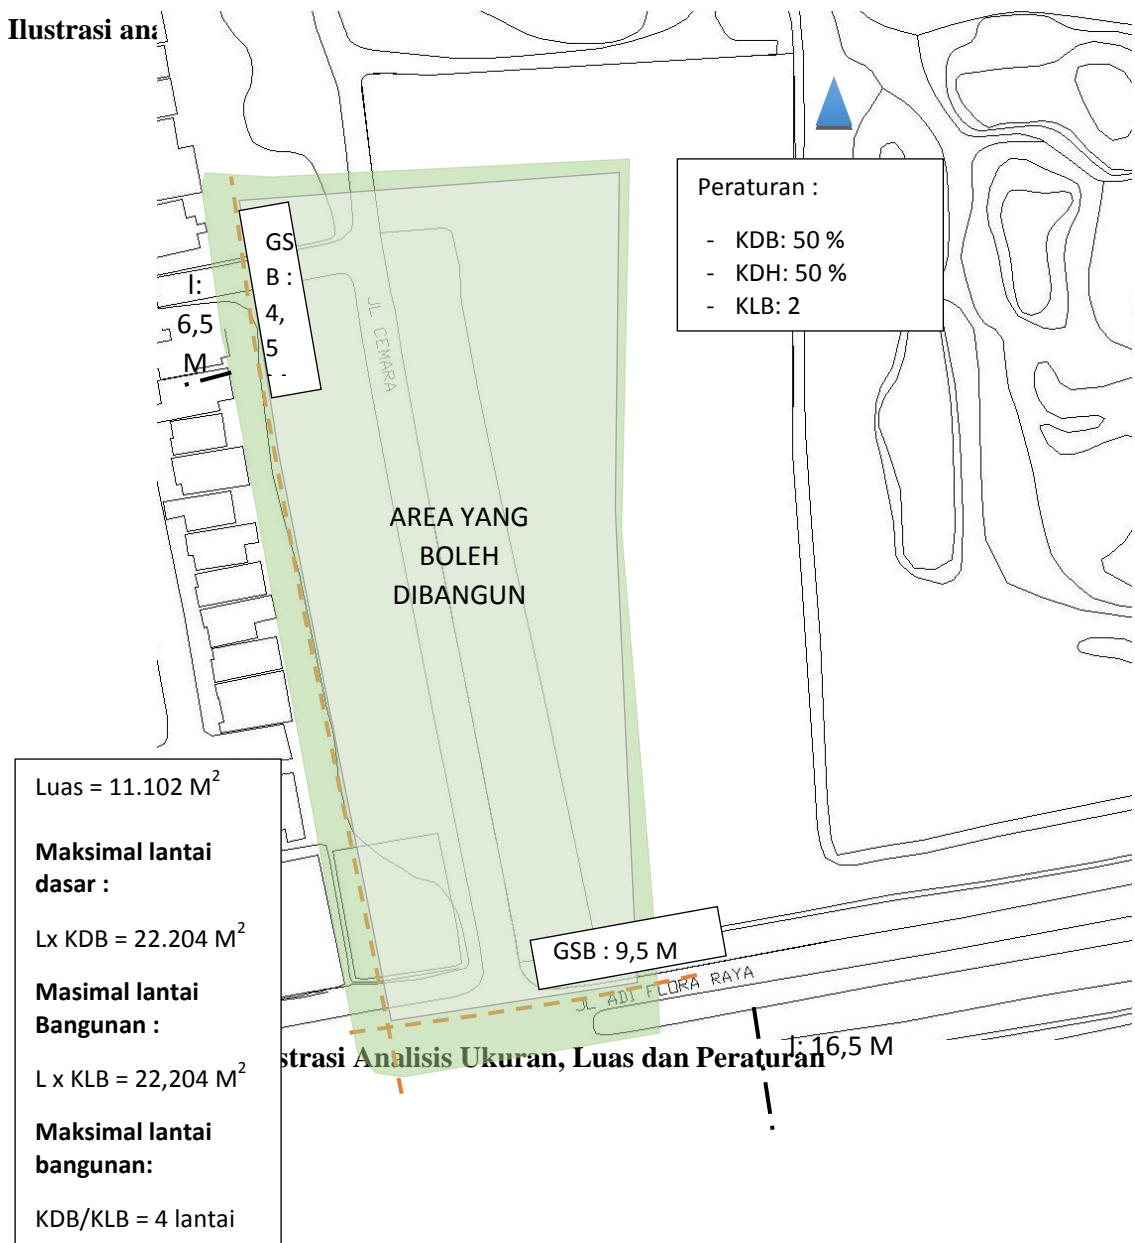 Ilustrasi ana
Peraturan :
- KDB: 50 %
- KDH: 50 %
- KLB: 2
GS
B :
4,
5
l:
6,5
M
JL CEMARA
AREA YANG
BOLEH
DIBANGUN
Luas = 11.102 M²
Maksimal lantai
dasar :
Lx KDB = 22.204 M²
Masimal lantai
Bangunan :
L x KLB = 22,204 M²
Maksimal lantai
bangunan:
KDB/KLB = 4 lantai
GSB : 9,5 M
JL ADI FLORA RAYA
l: 16,5 M
strasi Analisis Ukuran, Luas dan Peraturan